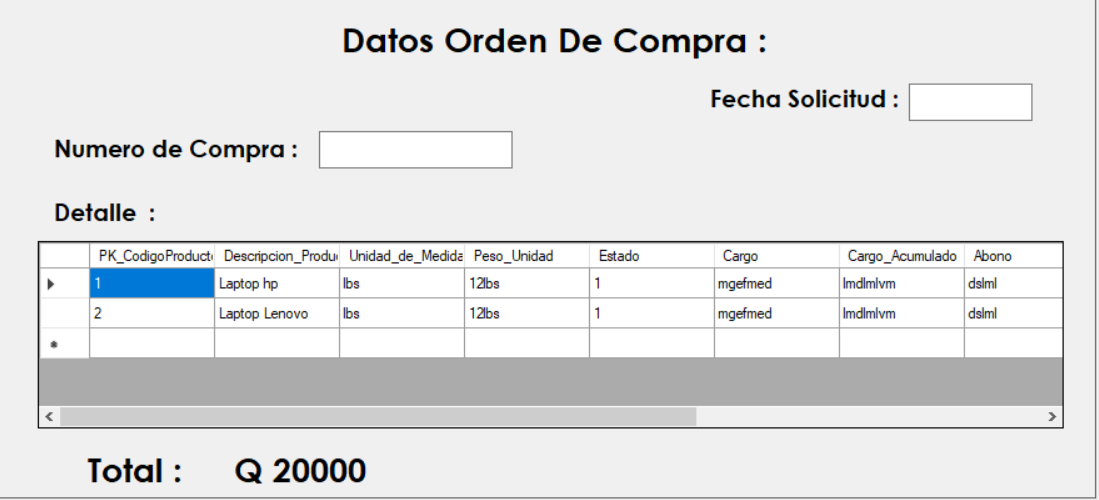 Datos Orden De Compra :
Fecha Solicitud :
Numero de Compra :
Detalle :
PK_CodigoProducto Descripcion_Produ Unidad_de_Medida Peso_Unidad Estado Cargo Cargo_Acumulado Abono
1 Laptop hp lbs 12lbs 1 mgefmed lmdlmlvm dslml
2 Laptop Lenovo lbs 12lbs 1 mgefmed lmdlmlvm dslml
Total : Q 20000